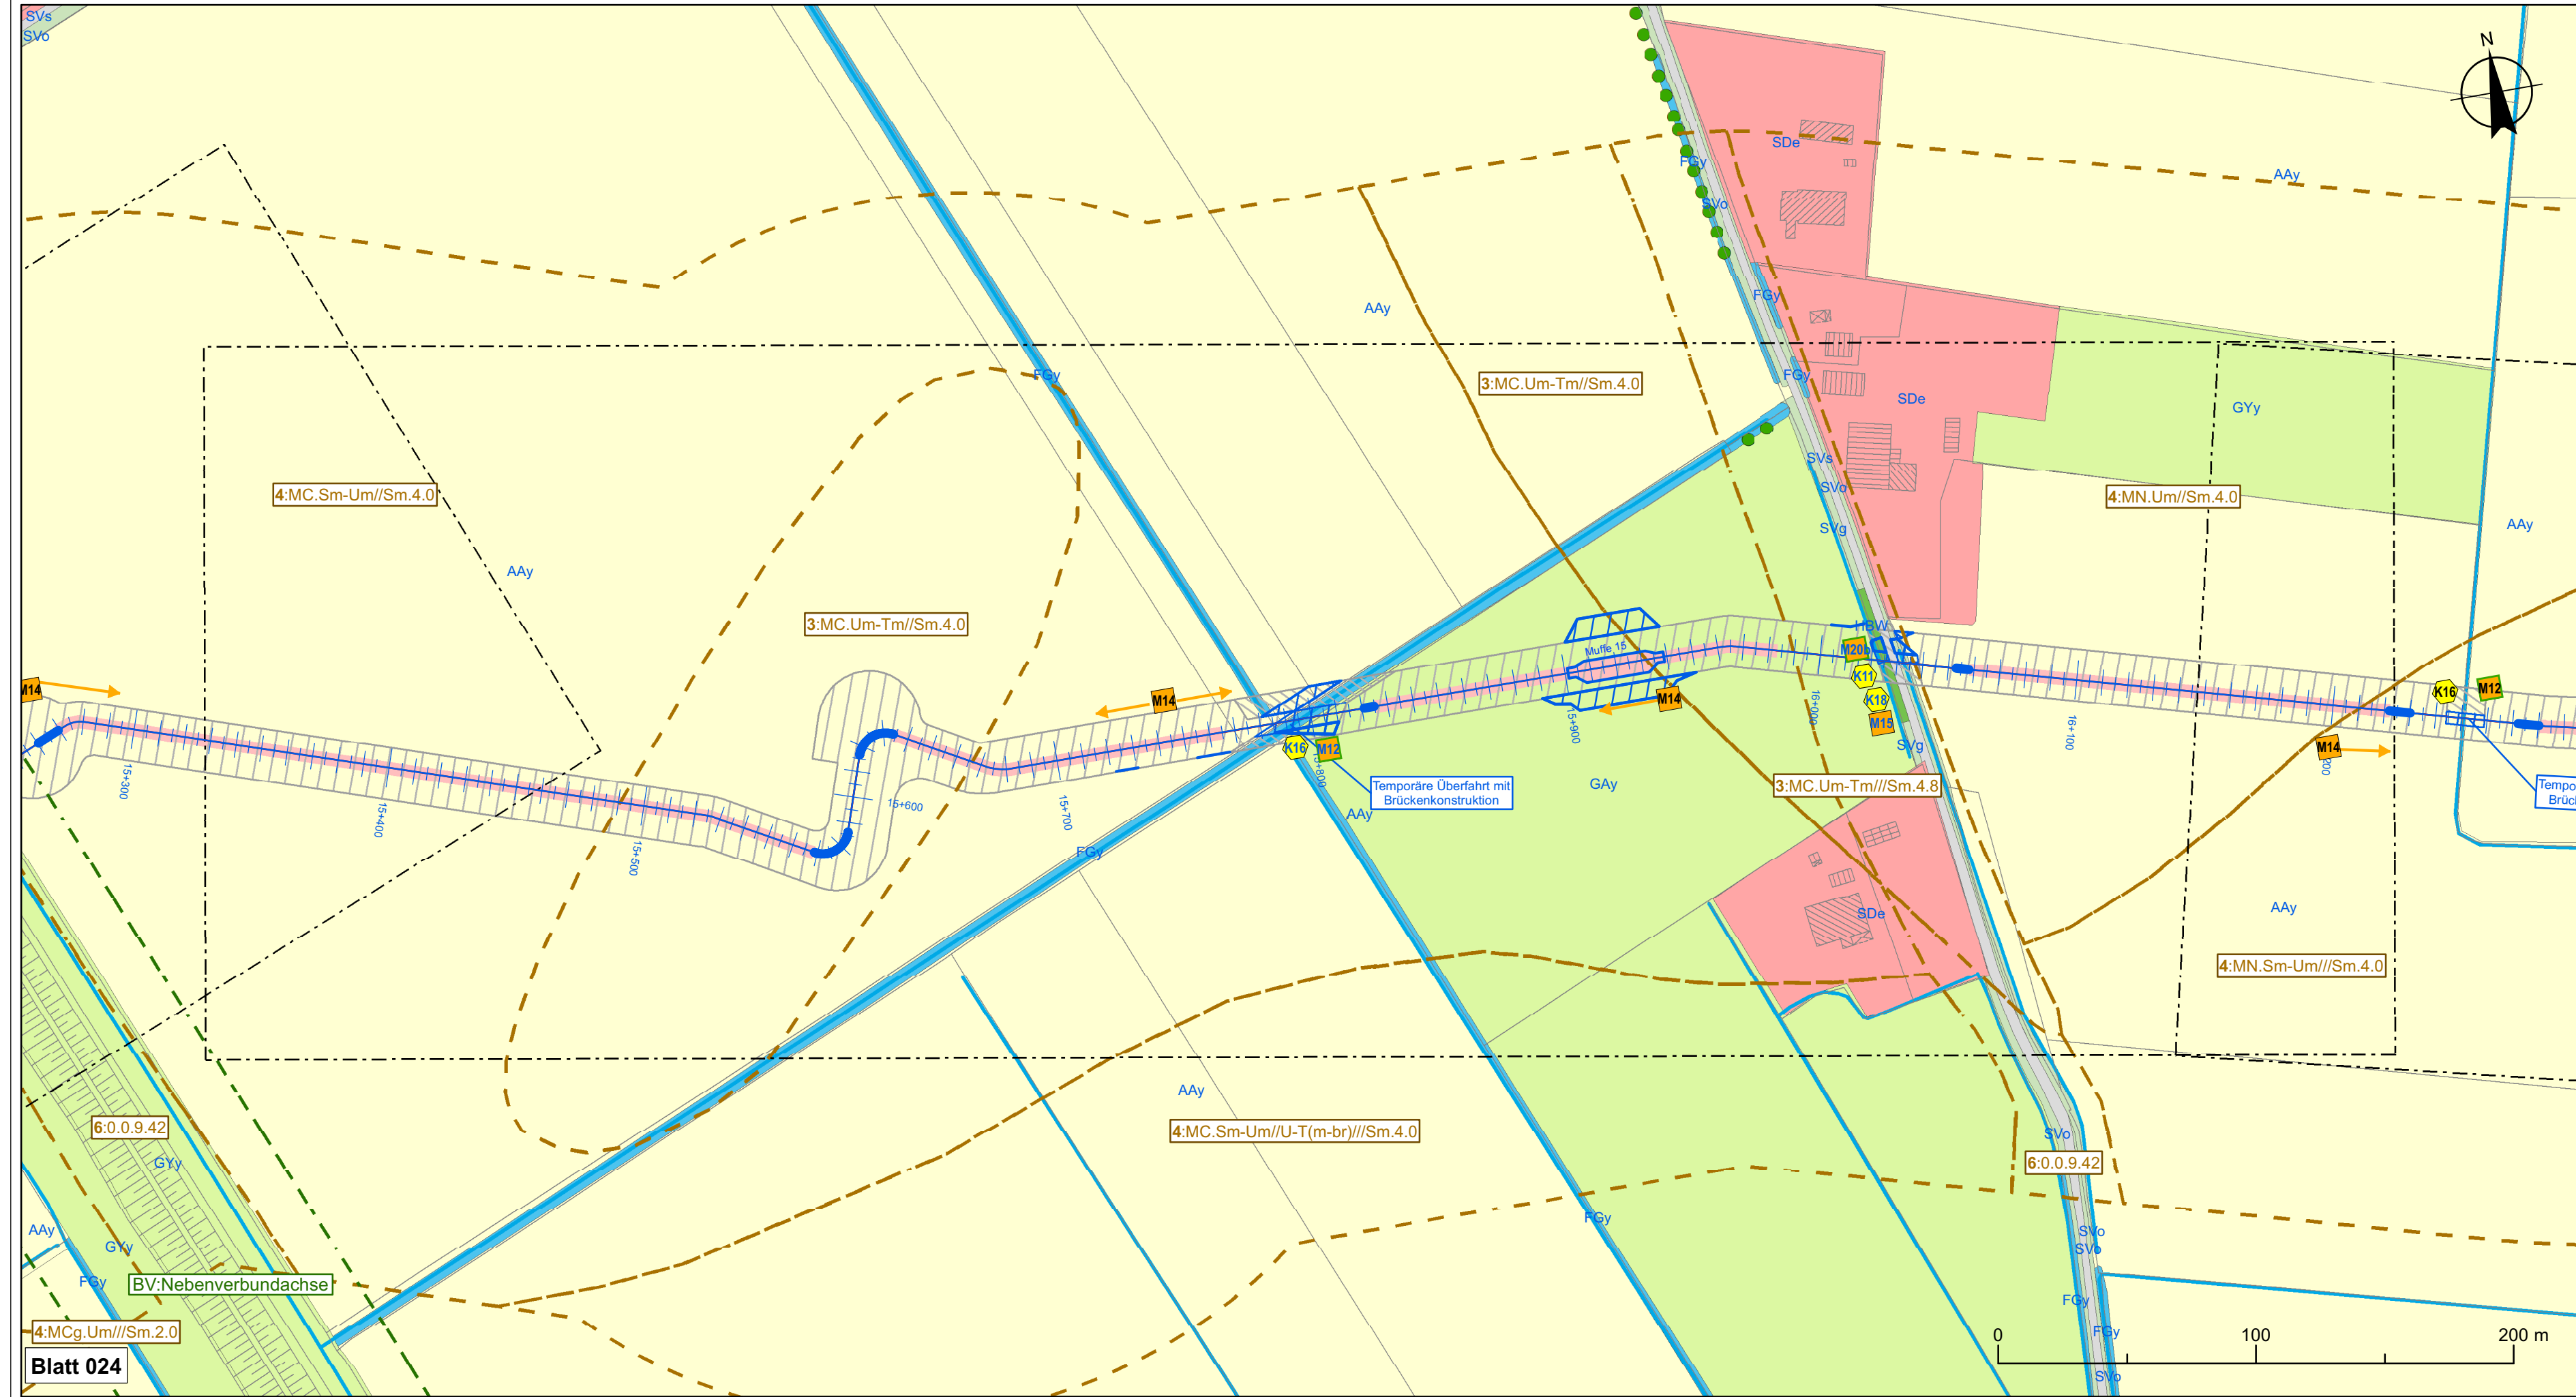 SVs
SVo
N
FGy
SVo
SDe
AAy
FGy
AAy
FGy
FGy
SDe
GYy
3:MC.Um-Tm//Sm.4.0
4:MC.Sm-Um//Sm.4.0
SVs
SVo
SVg
4:MN.Um//Sm.4.0
AAy
AAy
3:MC.Um-Tm//Sm.4.0
HBW
Muffe 15
M20b
K11
K18
M15
SVg
M14
M14
M14
K16
M12
M14
K16
M12
15+300
15+400
15+500
15+600
15+700
15+800
15+900
16+000
16+100
200
Temporäre Überfahrt mit
Brückenkonstruktion
Tempo
Brüc
GAy
3:MC.Um-Tm///Sm.4.8
AAy
FGy
SDe
AAy
4:MN.Sm-Um///Sm.4.0
AAy
4:MC.Sm-Um//U-T(m-br)///Sm.4.0
6:0.0.9.42
GYy
SVo
6:0.0.9.42
AAy
GYy
FGy
FGy
SVo
SVo
BV:Nebenverbundachse
FGy
4:MCg.Um///Sm.2.0
FGy
SVo
Blatt 024
0 100 200 m